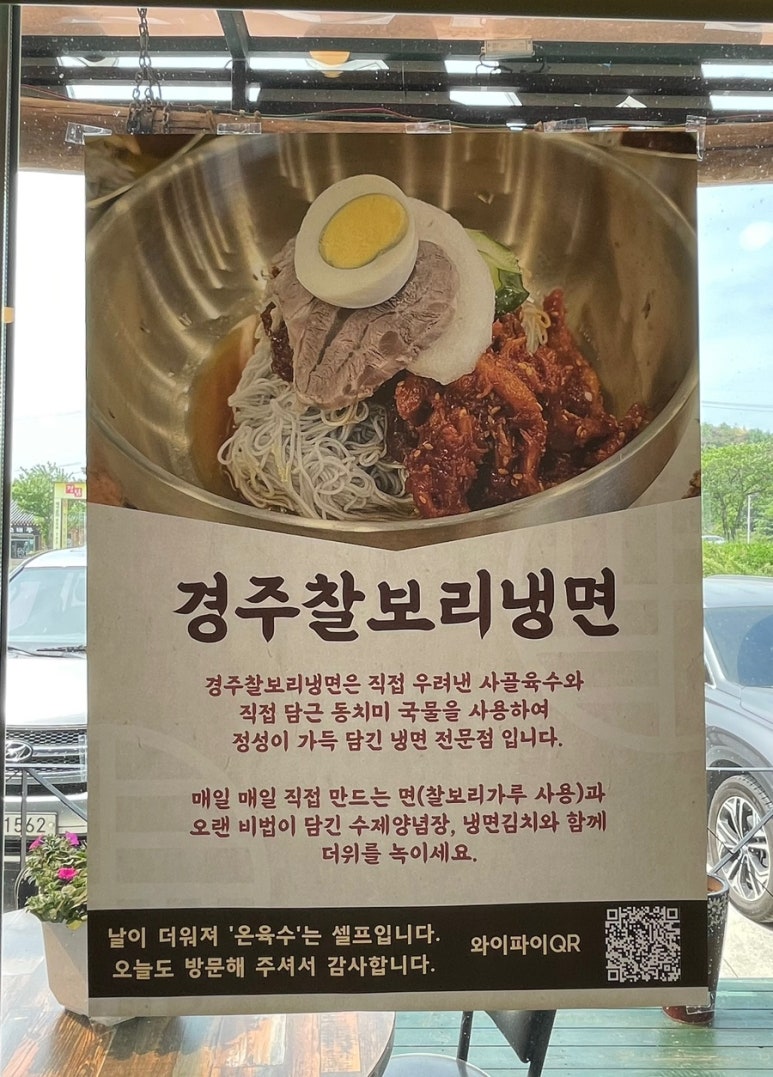 경주찰보리냉면
경주찰보리냉면은 직접 우려낸 사골육수와
직접 담근 동치미 국물을 사용하여
정성이 가득 담긴 냉면 전문점 입니다.
매일 매일 직접 만드는 면(찰보리가루 사용)과
오랜 비법이 담긴 수제양념장, 냉면김치와 함께
더위를 녹이세요.
날이 더워져 '온육수'는 셀프입니다.
오늘도 방문해 주셔서 감사합니다.
와이파이QR
1562